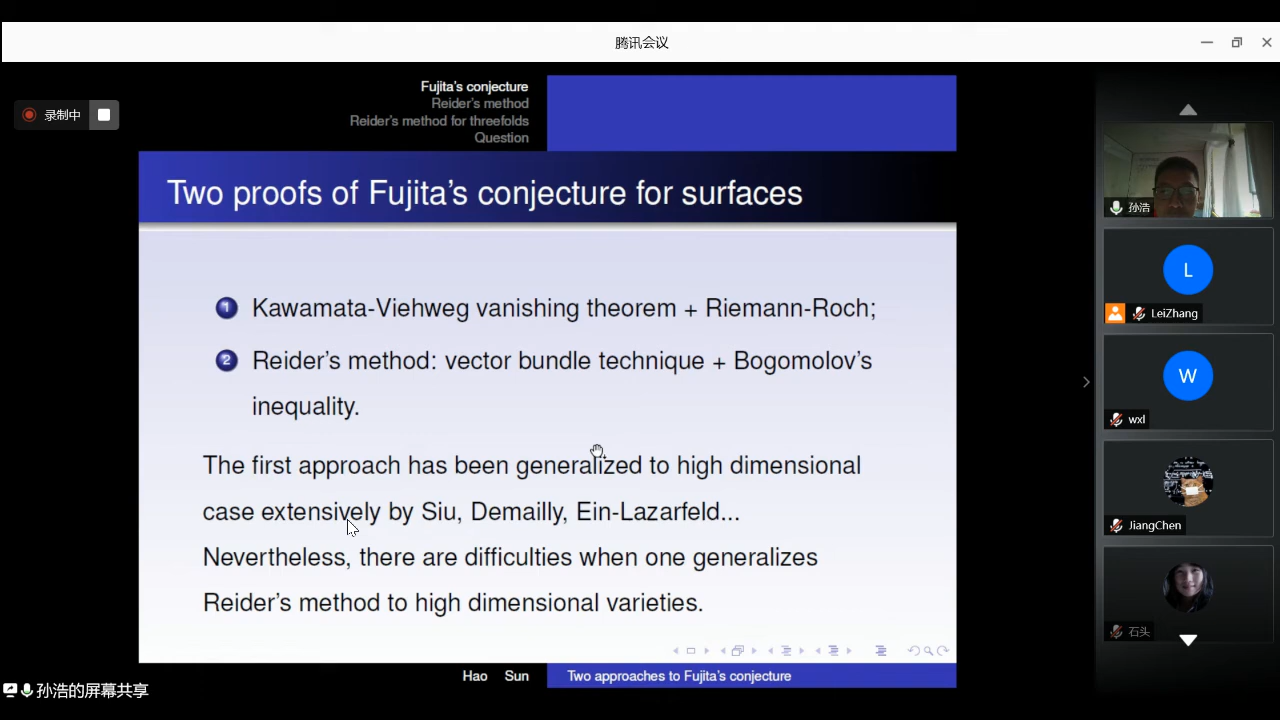 腾讯会议
录制中
Fujita's conjecture
Reider's method
Reider's method for threefolds
Question
Two proofs of Fujita's conjecture for surfaces
1 Kawamata-Viehweg vanishing theorem + Riemann-Roch;
2 Reider's method: vector bundle technique + Bogomolov's
inequality.
The first approach has been generalized to high dimensional
case extensively by Siu, Demailly, Ein-Lazarfeld...
Nevertheless, there are difficulties when one generalizes
Reider's method to high dimensional varieties.
Hao Sun
Two approaches to Fujita's conjecture
孙浩的屏幕共享
孙浩
L
LeiZhang
W
wxl
JiangChen
石头